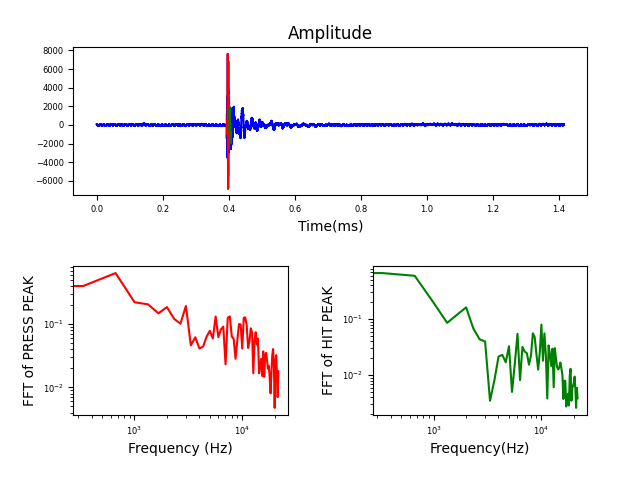 Amplitude
8000
6000
4000
2000
0
−2000
−4000
−6000
0.0 0.2 0.4 0.6 0.8 1.0 1.2 1.4
Time(ms)
FFT of PRESS PEAK
10⁻¹
10⁻²
10³ 10⁴
Frequency (Hz)
FFT of HIT PEAK
10⁻¹
10⁻²
10³ 10⁴
Frequency(Hz)